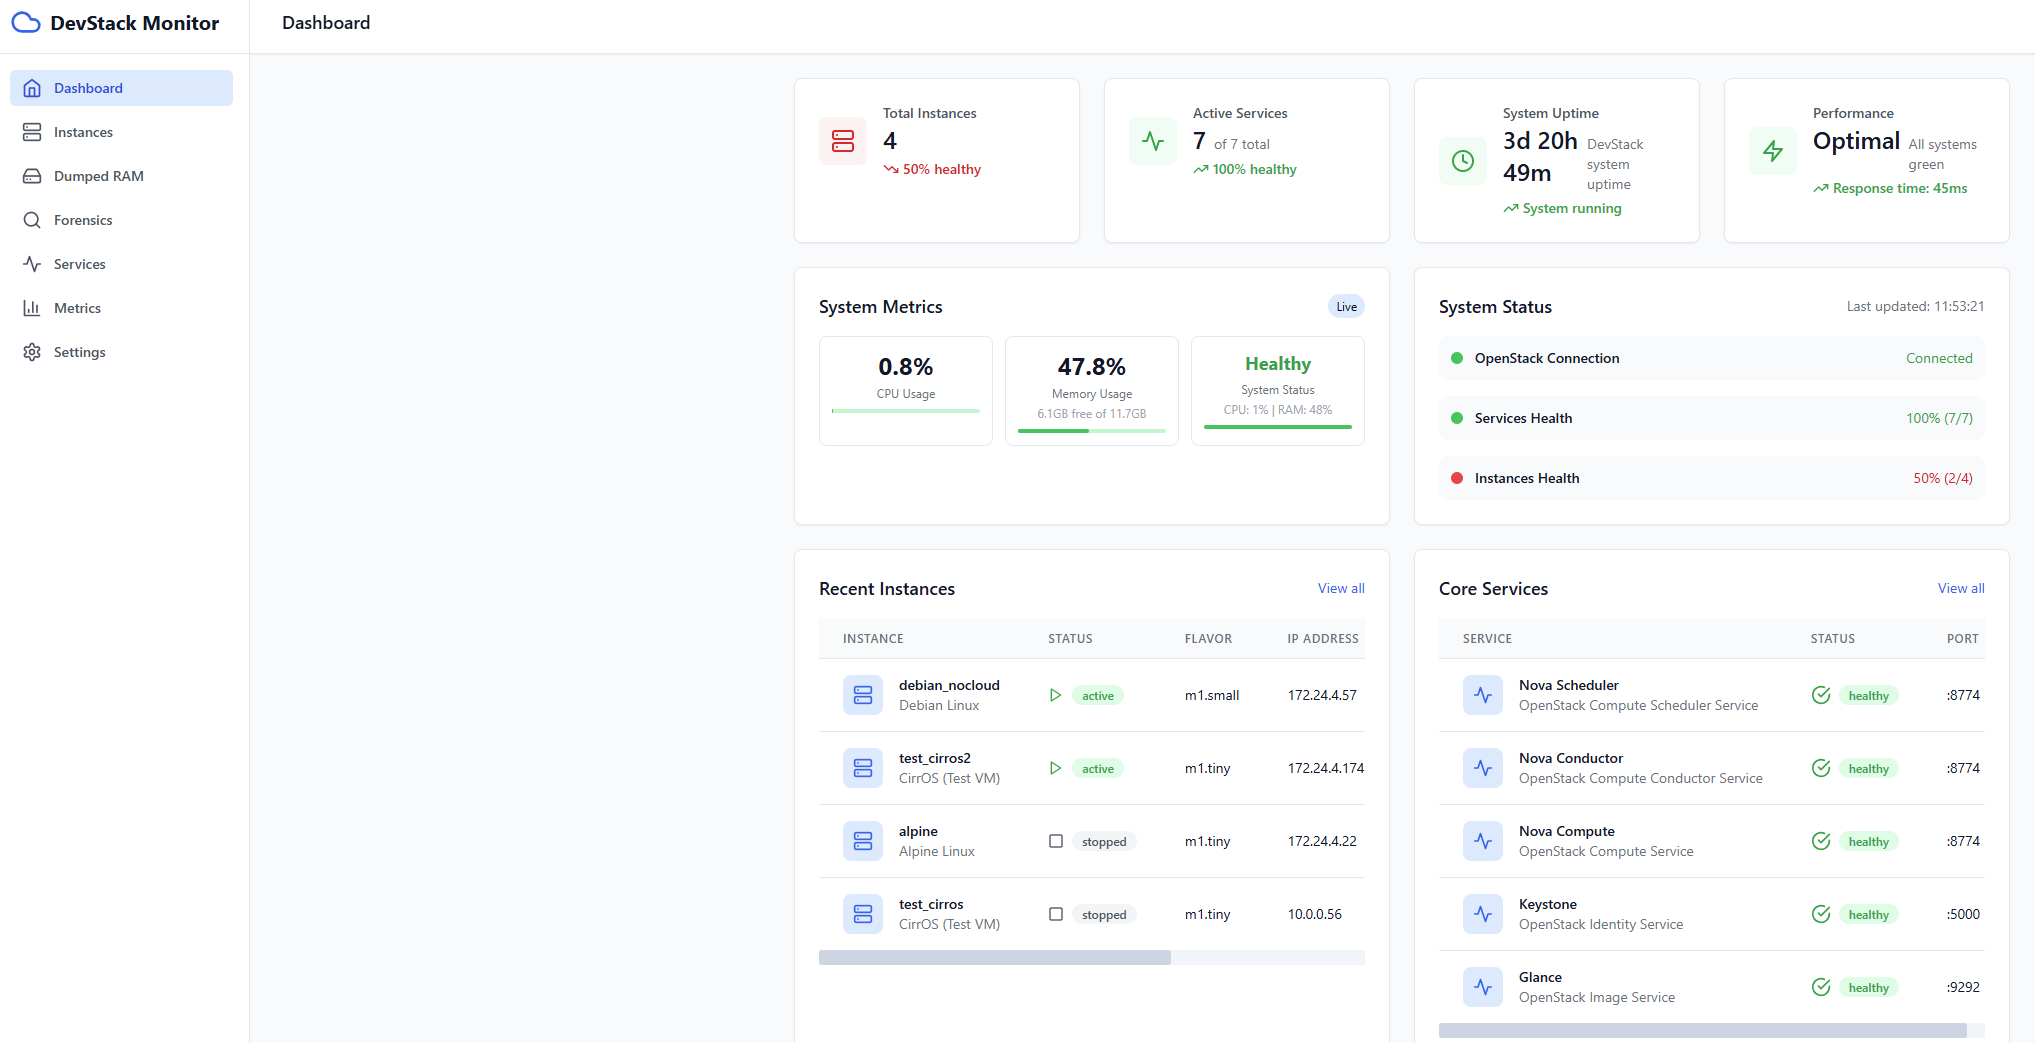 DevStack Monitor
Dashboard
Dashboard
Instances
Dumped RAM
Forensics
Services
Metrics
Settings
Total Instances
4
50% healthy
Active Services
7 of 7 total
100% healthy
System Uptime
3d 20h 49m
DevStack system uptime
System running
Performance
Optimal
All systems green
Response time: 45ms
System Metrics
Live
0.8%
CPU Usage
47.8%
Memory Usage
6.1GB free of 11.7GB
Healthy
System Status
CPU: 1% | RAM: 48%
System Status
Last updated: 11:53:21
OpenStack Connection Connected
Services Health 100% (7/7)
Instances Health 50% (2/4)
Recent Instances
View all
INSTANCE STATUS FLAVOR IP ADDRESS
debian_nocloud
Debian Linux
active m1.small 172.24.4.57
test_cirros2
CirrOS (Test VM)
active m1.tiny 172.24.4.174
alpine
Alpine Linux
stopped m1.tiny 172.24.4.22
test_cirros
CirrOS (Test VM)
stopped m1.tiny 10.0.0.56
Core Services
View all
SERVICE STATUS PORT
Nova Scheduler
OpenStack Compute Scheduler Service
healthy :8774
Nova Conductor
OpenStack Compute Conductor Service
healthy :8774
Nova Compute
OpenStack Compute Service
healthy :8774
Keystone
OpenStack Identity Service
healthy :5000
Glance
OpenStack Image Service
healthy :9292